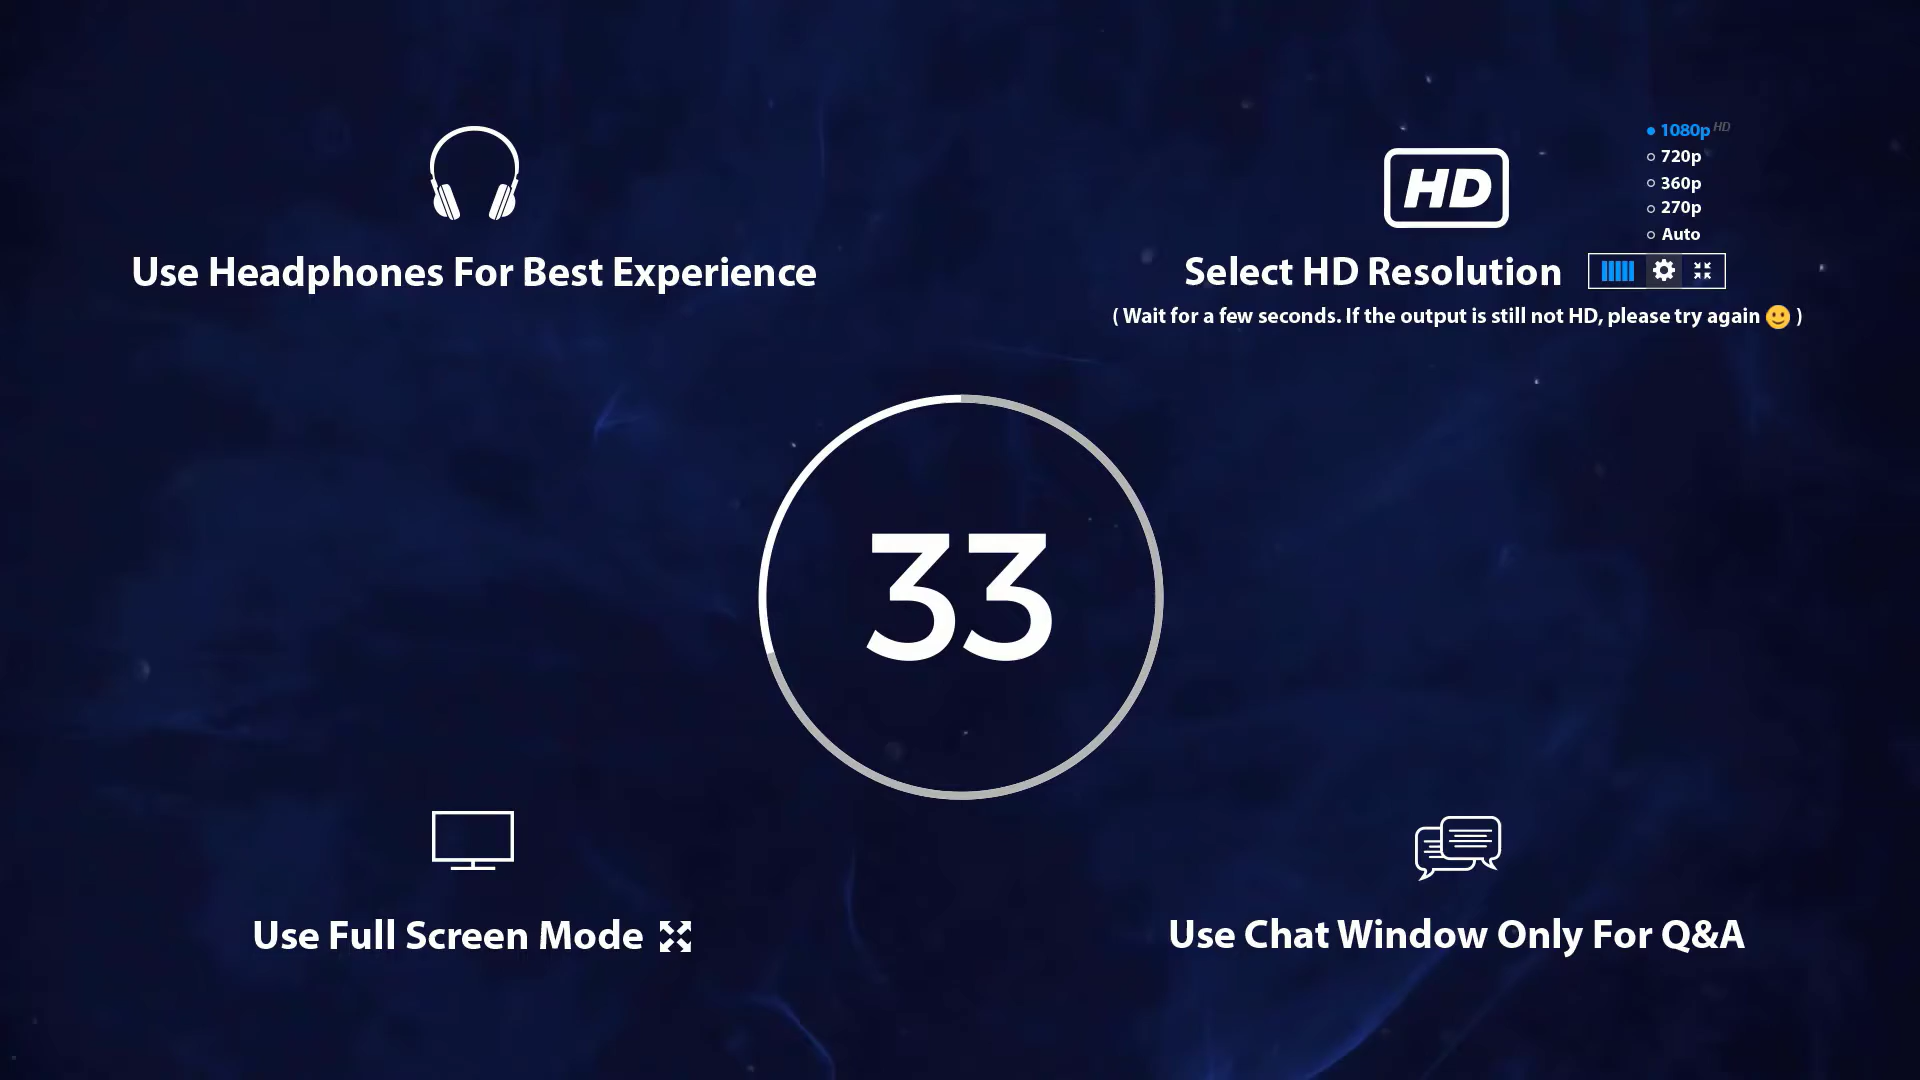 Use Headphones For Best Experience
HD
1080p HD
720p
360p
270p
Auto
Select HD Resolution
( Wait for a few seconds. If the output is still not HD, please try again 🙂 )
33
Use Full Screen Mode
Use Chat Window Only For Q&A